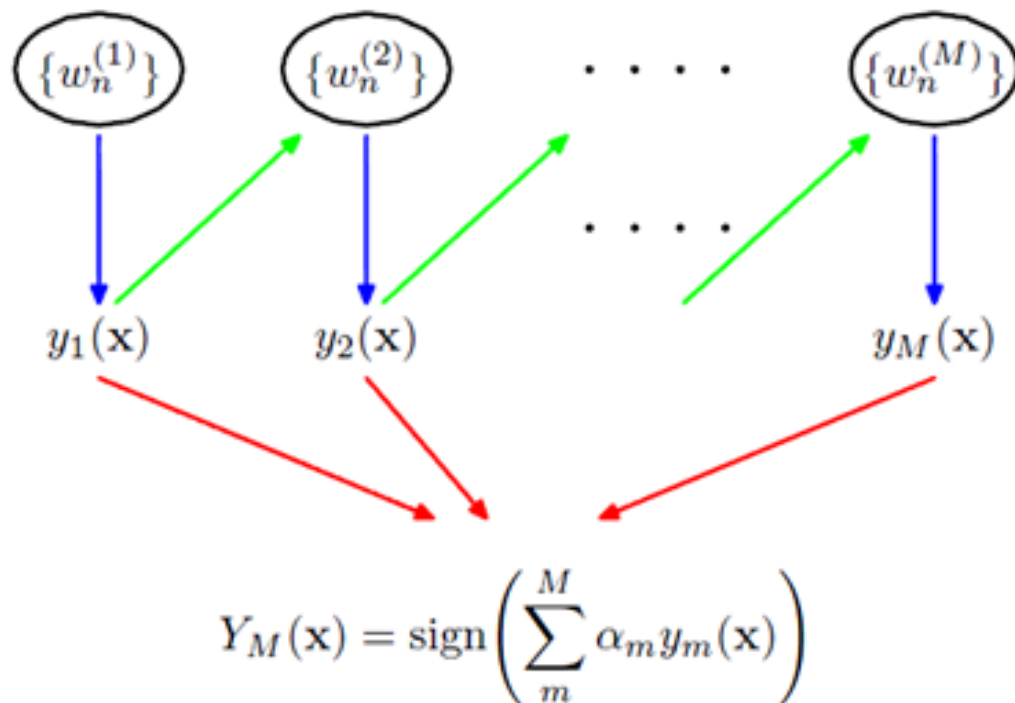 {w_n^{(1)}} {w_n^{(2)}} . . . . {w_n^{(M)}}
. . . .
y_1(x) y_2(x) y_M(x)
Y_M(x) = sign(∑_m^M α_m y_m(x))